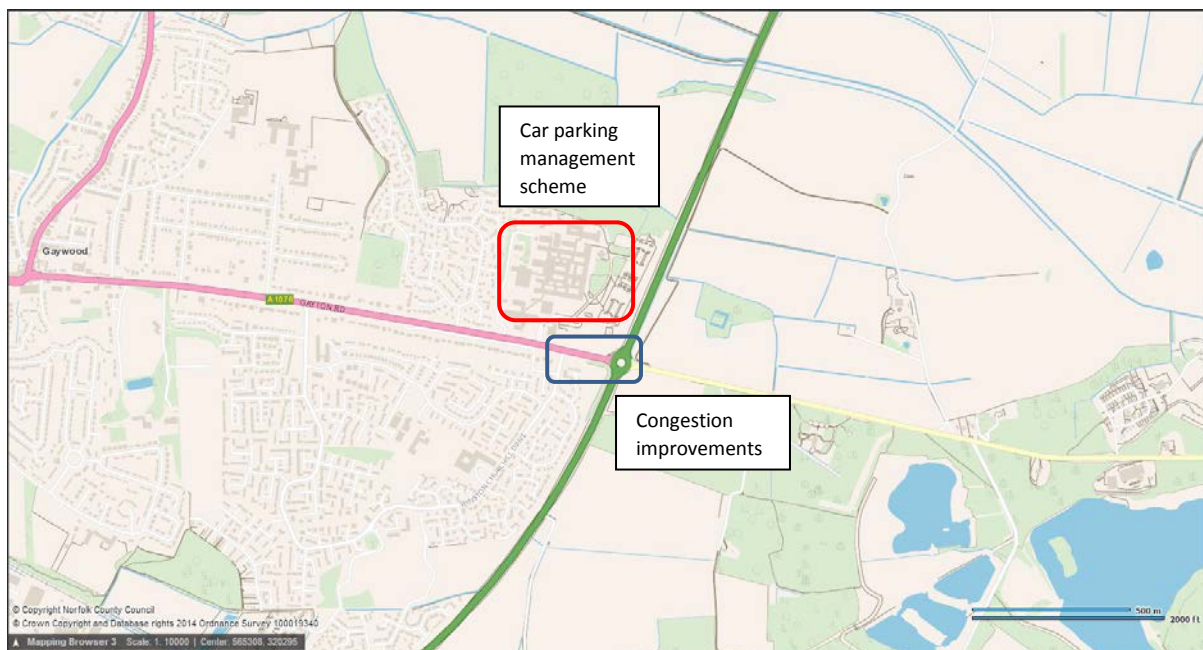 Car parking
management
scheme
Gaywood
A 1076
GAYTON RD
Congestion
improvements
500 m
2000 ft
© Copyright Norfolk County Council
© Crown Copyright and Database rights 2014 Ordnance Survey 100019340
Mapping Browser 3 Scale: 1: 10000 | Center: 565308, 320295